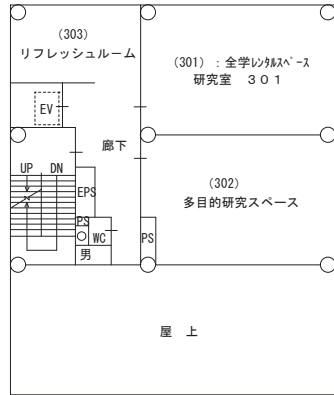 (303)
リフレッシュルーム
(301)：全学ﾚﾝﾀﾙｽﾍﾟｰｽ
研究室 ３０１
EV
廊下
UP DN
EPS
(302)
多目的研究スペース
PS
WC
PS
男
屋 上